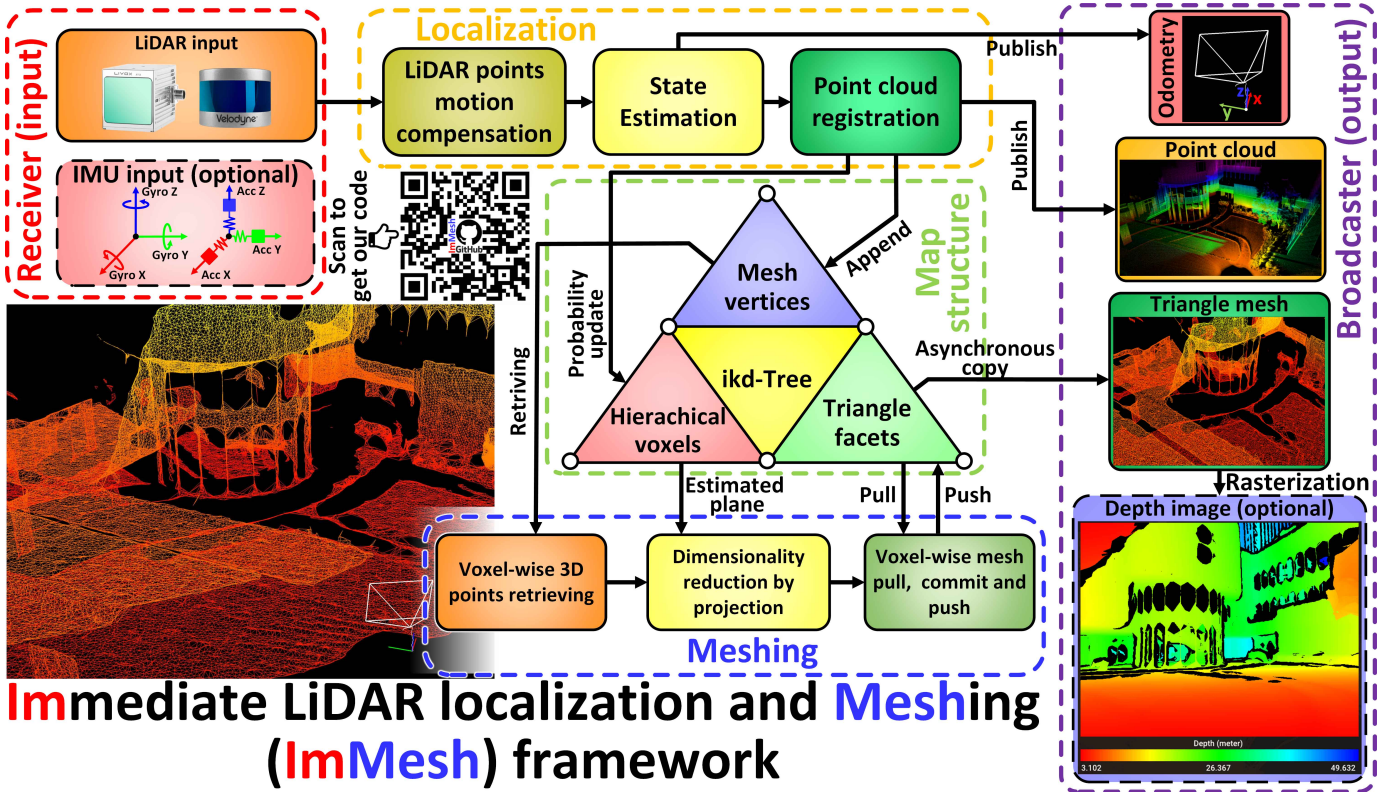 Receiver (input)
LiDAR input
LIVOX
Velodyne
IMU input (optional)
Gyro Z
Gyro Y
Gyro X
Acc Z
Acc Y
Acc X
Localization
LiDAR points
motion
compensation
State
Estimation
Point cloud
registration
Publish
Publish
Scan to
get our code
ImMesh
GitHub
Map
structure
Append
Probability
update
Retriving
Mesh
vertices
ikd-Tree
Hierachical
voxels
Triangle
facets
Asynchronous
copy
Estimated
plane
Pull
Push
Voxel-wise 3D
points retrieving
Dimensionality
reduction by
projection
Voxel-wise mesh
pull, commit and
push
Meshing
Broadcaster (output)
Odometry
z
x
y
Point cloud
Triangle mesh
Rasterization
Depth image (optional)
Depth (meter)
3.102
26.367
49.632
Immediate LiDAR localization and Meshing
(ImMesh) framework